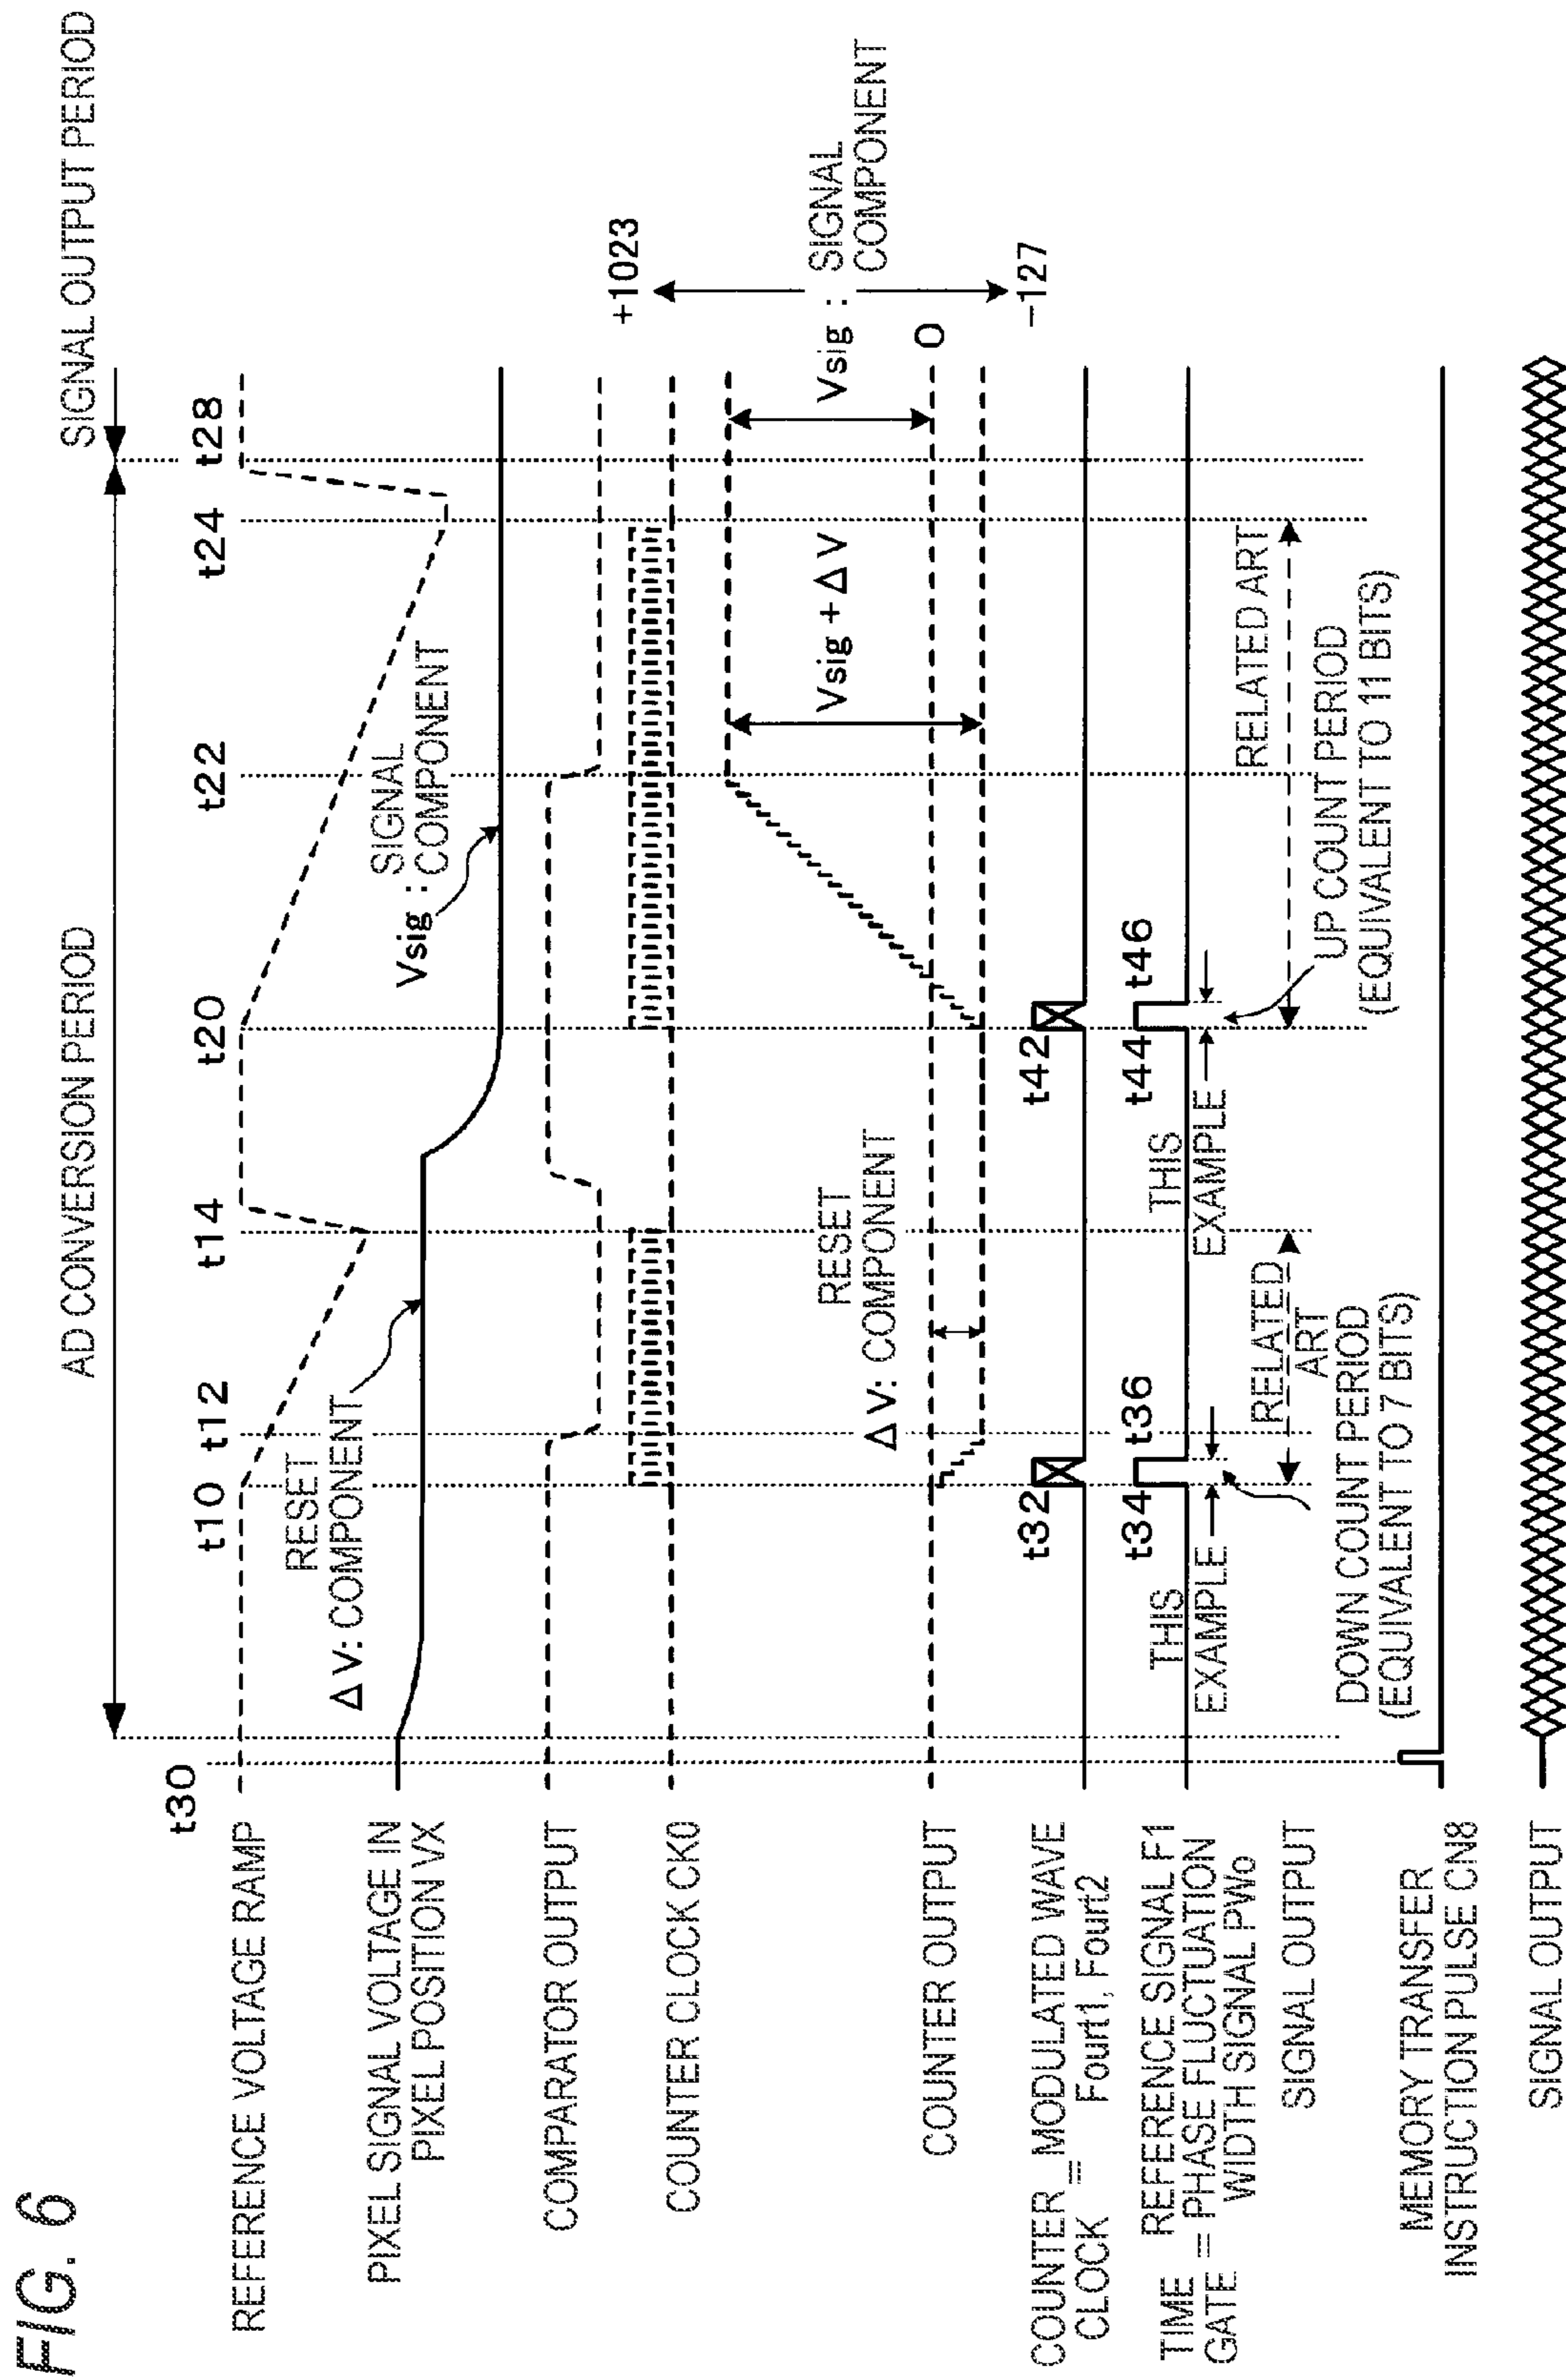 FIG. 6
AD CONVERSION PERIOD
SIGNAL OUTPUT PERIOD
t30
t10
t12
t14
t20
t22
t24
t28
REFERENCE VOLTAGE RAMP
PIXEL SIGNAL VOLTAGE IN
PIXEL POSITION VX
RESET
ΔV: COMPONENT
SIGNAL
Vsig : COMPONENT
COMPARATOR OUTPUT
COUNTER CLOCK CK0
+1023
COUNTER OUTPUT
RESET
ΔV: COMPONENT
Vsig + ΔV
Vsig :
SIGNAL
COMPONENT
0
-127
COUNTER = MODULATED WAVE
CLOCK Fourt1, Fourt2
t32
t42
TIME REFERENCE SIGNAL F1
GATE = PHASE FLUCTUATION
WIDTH SIGNAL PWo
t34
t36
t44
t46
THIS
EXAMPLE
THIS
EXAMPLE
SIGNAL OUTPUT
RELATED
ART
RELATED ART
DOWN COUNT PERIOD
(EQUIVALENT TO 7 BITS)
UP COUNT PERIOD
(EQUIVALENT TO 11 BITS)
MEMORY TRANSFER
INSTRUCTION PULSE CN8
SIGNAL OUTPUT